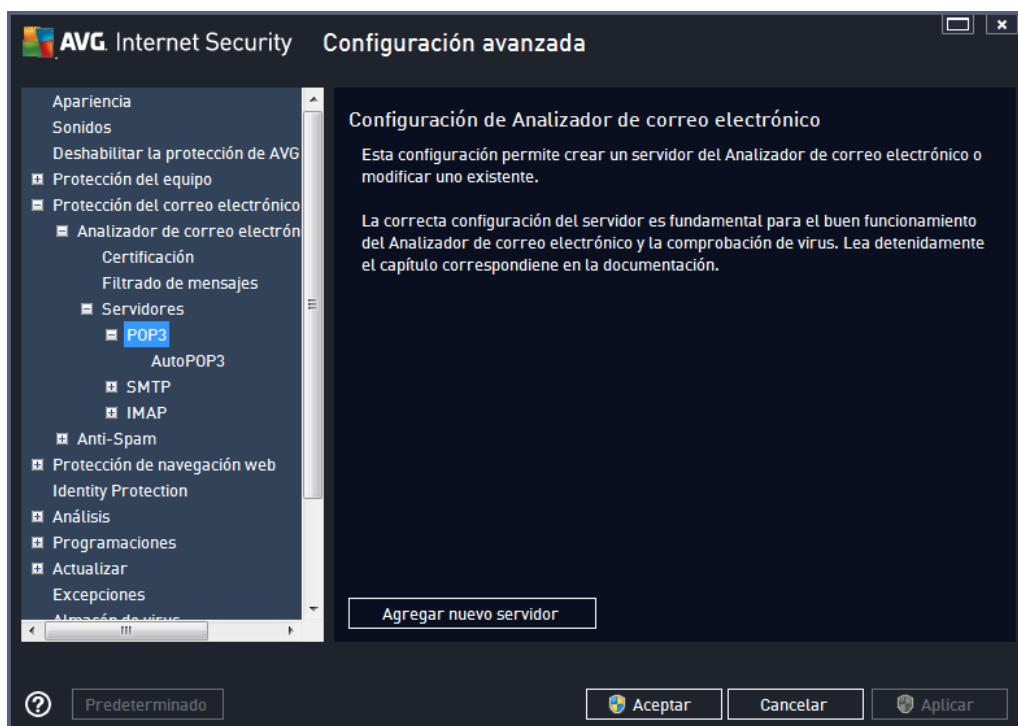 AVG. Internet Security
Configuración avanzada
Apariencia
Sonidos
Deshabilitar la protección de AVG
Protección del equipo
Protección del correo electrónico
Analizador de correo electrón
Certificación
Filtrado de mensajes
Servidores
POP3
AutoPOP3
SMTP
IMAP
Anti-Spam
Protección de navegación web
Identity Protection
Análisis
Programaciones
Actualizar
Excepciones
Almacén de virus
Configuración de Analizador de correo electrónico
Esta configuración permite crear un servidor del Analizador de correo electrónico o
modificar uno existente.
La correcta configuración del servidor es fundamental para el buen funcionamiento
del Analizador de correo electrónico y la comprobación de virus. Lea detenidamente
el capítulo correspondiene en la documentación.
Agregar nuevo servidor
Predeterminado
Aceptar
Cancelar
Aplicar